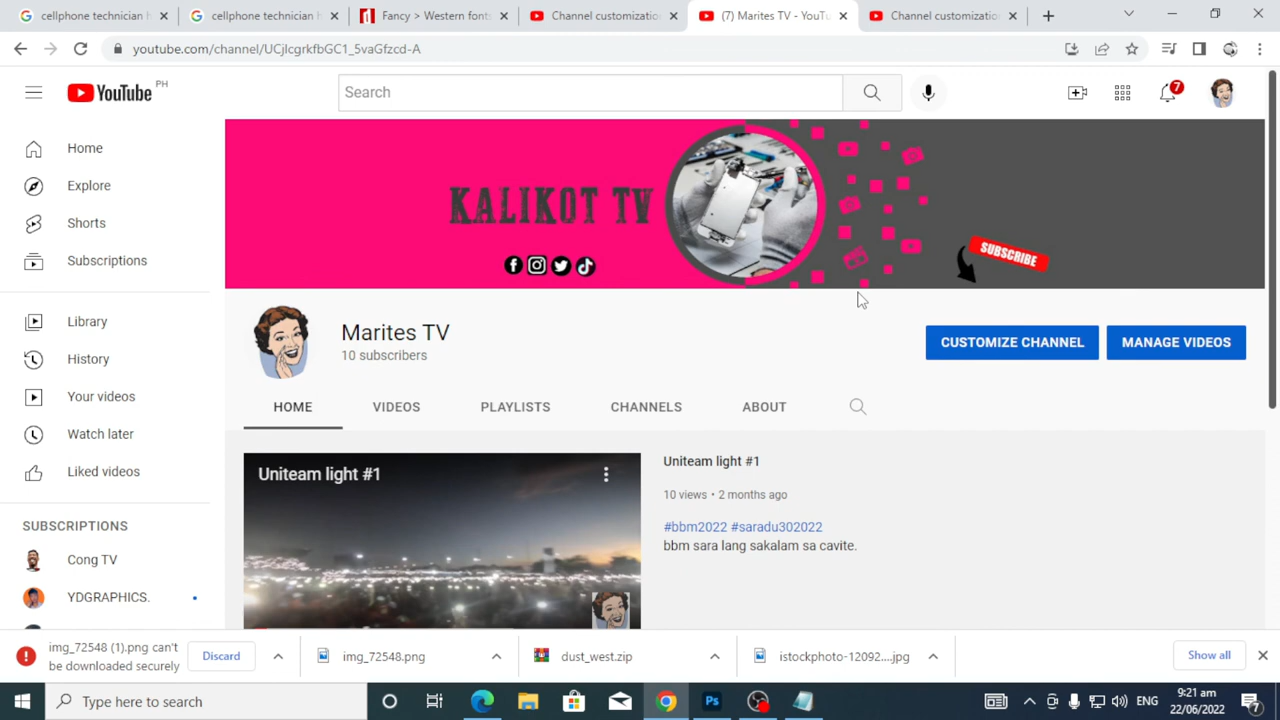 cellphone technician h
cellphone technician h
Fancy > Western fonts
Channel customization
(7) Marites TV - YouTu
Channel customization
youtube.com/channel/UCjlcgrkfbGC1_5vaGfzcd-A
YouTube PH
Search
7
Home
Explore
Shorts
Subscriptions
Library
History
Your videos
Watch later
Liked videos
SUBSCRIPTIONS
Cong TV
YDGRAPHICS.
KALIKOT TV
SUBSCRIBE
Marites TV
10 subscribers
CUSTOMIZE CHANNEL
MANAGE VIDEOS
HOME
VIDEOS
PLAYLISTS
CHANNELS
ABOUT
Uniteam light #1
Uniteam light #1
10 views • 2 months ago
#bbm2022 #saradu302022
bbm sara lang sakalam sa cavite.
img_72548 (1).png can't
be downloaded securely
Discard
img_72548.png
dust_west.zip
istockphoto-12092....jpg
Show all
Type here to search
Ps
ENG
9:21 am
22/06/2022
7